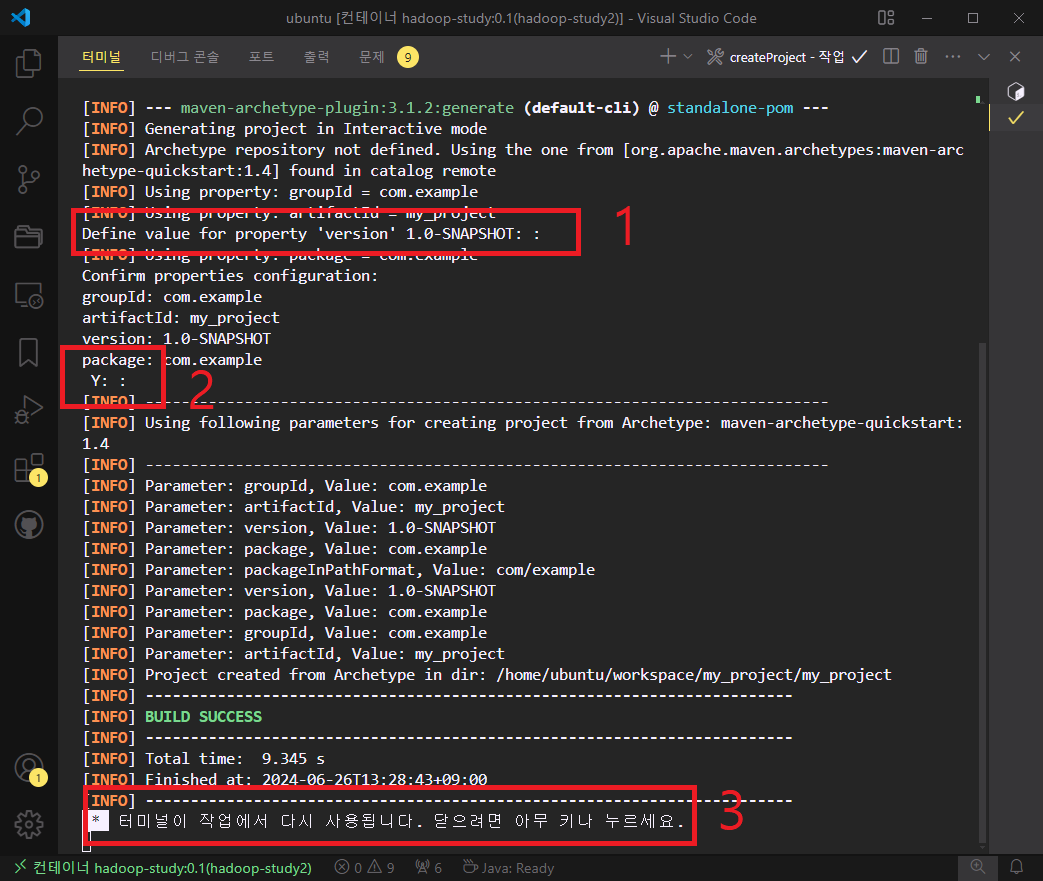 ubuntu [컨테이너 hadoop-study:0.1(hadoop-study2)] - Visual Studio Code
터미널 디버그 콘솔 포트 출력 문제 9 createProject - 작업
[INFO] --- maven-archetype-plugin:3.1.2:generate (default-cli) @ standalone-pom ---
[INFO] Generating project in Interactive mode
[INFO] Archetype repository not defined. Using the one from [org.apache.maven.archetypes:maven-arc
hetype-quickstart:1.4] found in catalog remote
[INFO] Using property: groupId = com.example
[INFO] Using property: artifactId = my_project
Define value for property 'version' 1.0-SNAPSHOT: :
1
[INFO] Using property: package = com.example
Confirm properties configuration:
groupId: com.example
artifactId: my_project
version: 1.0-SNAPSHOT
package: com.example
Y: :
2
[INFO] ----------------------------------------------------------------------------
[INFO] Using following parameters for creating project from Archetype: maven-archetype-quickstart:
1.4
[INFO] ----------------------------------------------------------------------------
[INFO] Parameter: groupId, Value: com.example
[INFO] Parameter: artifactId, Value: my_project
[INFO] Parameter: version, Value: 1.0-SNAPSHOT
[INFO] Parameter: package, Value: com.example
[INFO] Parameter: packageInPathFormat, Value: com/example
[INFO] Parameter: version, Value: 1.0-SNAPSHOT
[INFO] Parameter: package, Value: com.example
[INFO] Parameter: groupId, Value: com.example
[INFO] Parameter: artifactId, Value: my_project
[INFO] Project created from Archetype in dir: /home/ubuntu/workspace/my_project/my_project
[INFO] ------------------------------------------------------------------------
[INFO] BUILD SUCCESS
[INFO] ------------------------------------------------------------------------
[INFO] Total time:  9.345 s
[INFO] Finished at: 2024-06-26T13:28:43+09:00
[INFO] ------------------------------------------------------------------------
* 터미널이 작업에서 다시 사용됩니다. 닫으려면 아무 키나 누르세요.
3
1
1
컨테이너 hadoop-study:0.1(hadoop-study2) 0 9 6 Java: Ready